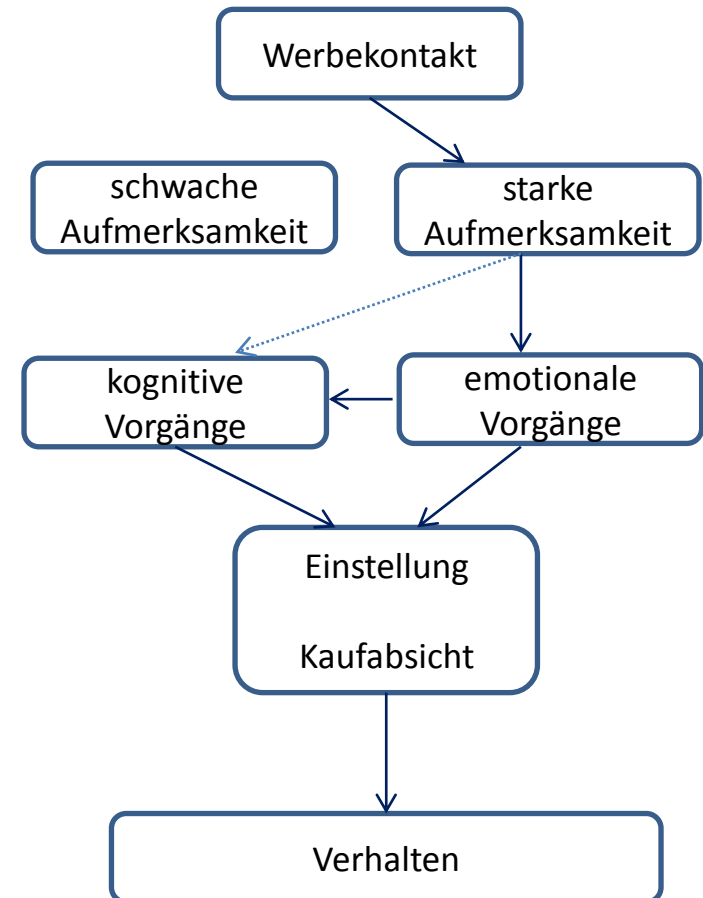 Werbekontakt
schwache
Aufmerksamkeit
starke
Aufmerksamkeit
kognitive
Vorgänge
emotionale
Vorgänge
Einstellung
Kaufabsicht
Verhalten